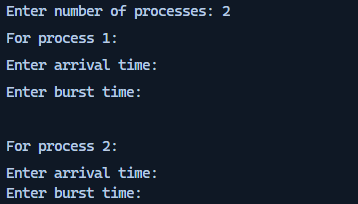 Enter number of processes: 2
For process 1:
Enter arrival time:
Enter burst time:
For process 2:
Enter arrival time:
Enter burst time: